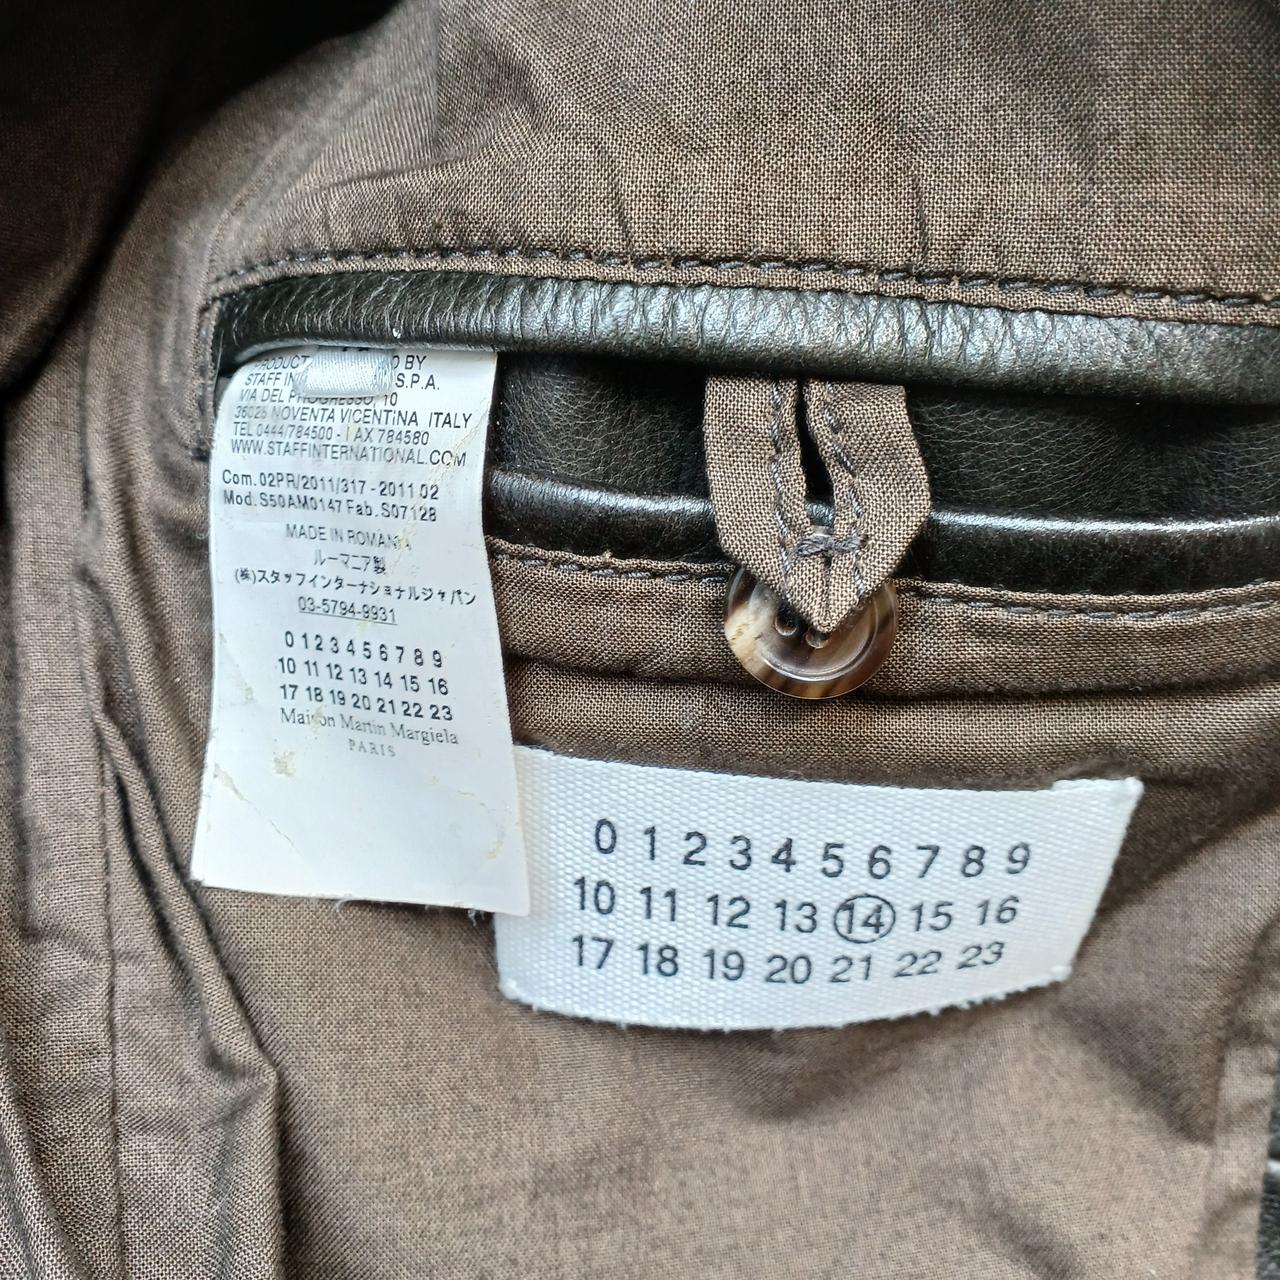 BY
STAFF IN S.P.A.
VIA DEL PROGRESSO, 10
36025 NOVENTA VICENTINA ITALY
TEL 0444/784500 - FAX 784580
WWW.STAFFINTERNATIONAL.COM
Com. 02PR/2011/317 - 2011 02
Mod. S50AM0147 Fab. S07128
MADE IN ROMANIA
ルーマニア製
(株)スタッフインターナショナルジャパン
03-5794-9931
0 1 2 3 4 5 6 7 8 9
10 11 12 13 14 15 16
17 18 19 20 21 22 23
Maison Martin Margiela
PARIS
0 1 2 3 4 5 6 7 8 9
10 11 12 13 14 15 16
17 18 19 20 21 22 23